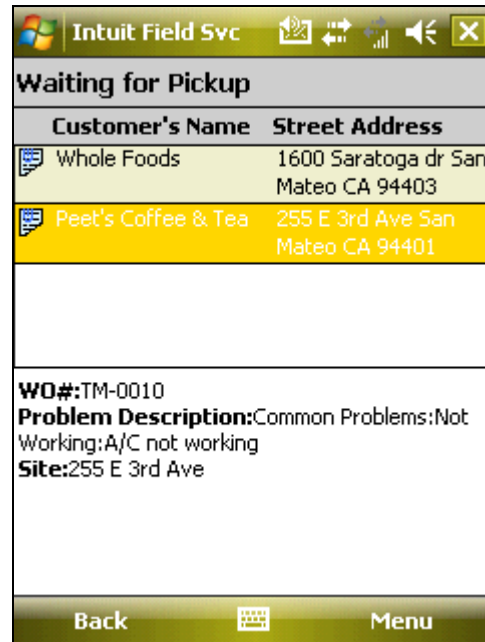 Intuit Field Svc
Waiting for Pickup
Customer's Name Street Address
Whole Foods 1600 Saratoga dr San
Mateo CA 94403
Peet's Coffee & Tea 255 E 3rd Ave San
Mateo CA 94401
WO#:TM-0010
Problem Description:Common Problems:Not
Working:A/C not working
Site:255 E 3rd Ave
Back Menu